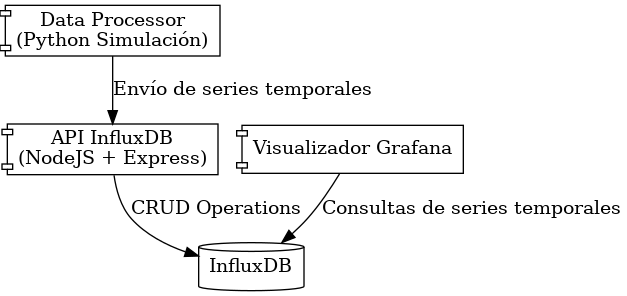 Data Processor
(Python Simulación)
Envío de series temporales
API InfluxDB
(NodeJS + Express)
Visualizador Grafana
CRUD Operations
Consultas de series temporales
InfluxDB